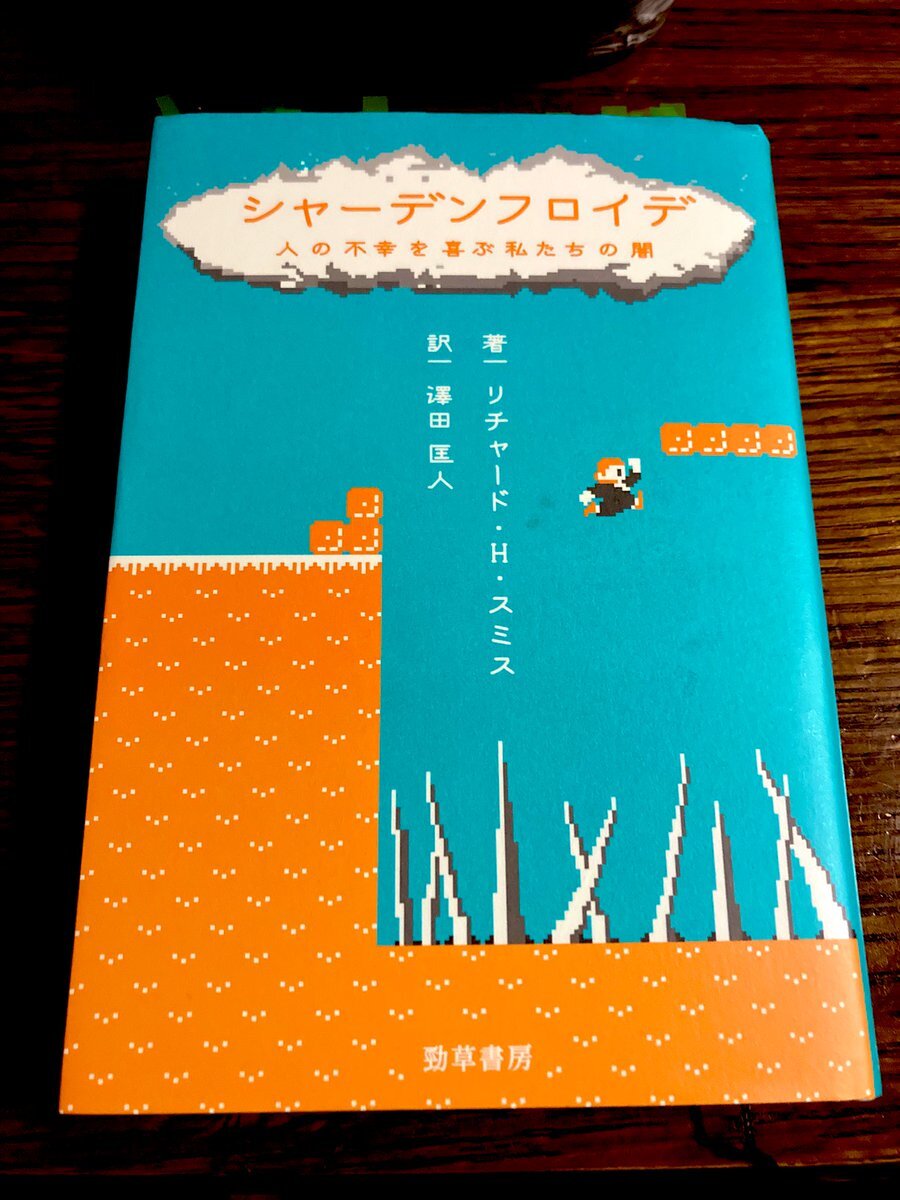 シャーデンフロイデ
人の不幸を喜ぶ私たちの闇
著ー リチャード・H・スミス
訳ー 澤田 匡人
勁草書房